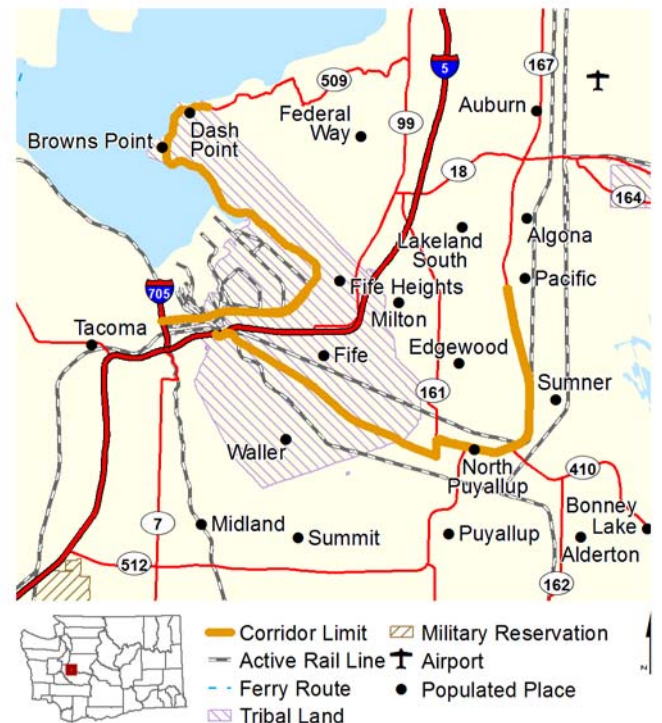 509
5
167
Auburn
Federal
Way
99
Dash
Point
Browns Point
18
164
Lakeland
South
Algona
Pacific
705
Fife Heights
Milton
Tacoma
Edgewood
Fife
161
Sumner
Waller
North
Puyallup
410
Bonney
Lake
7
Midland
Summit
Puyallup
Alderton
512
162
Corridor Limit
Military Reservation
Active Rail Line
Airport
Ferry Route
Populated Place
Tribal Land
N